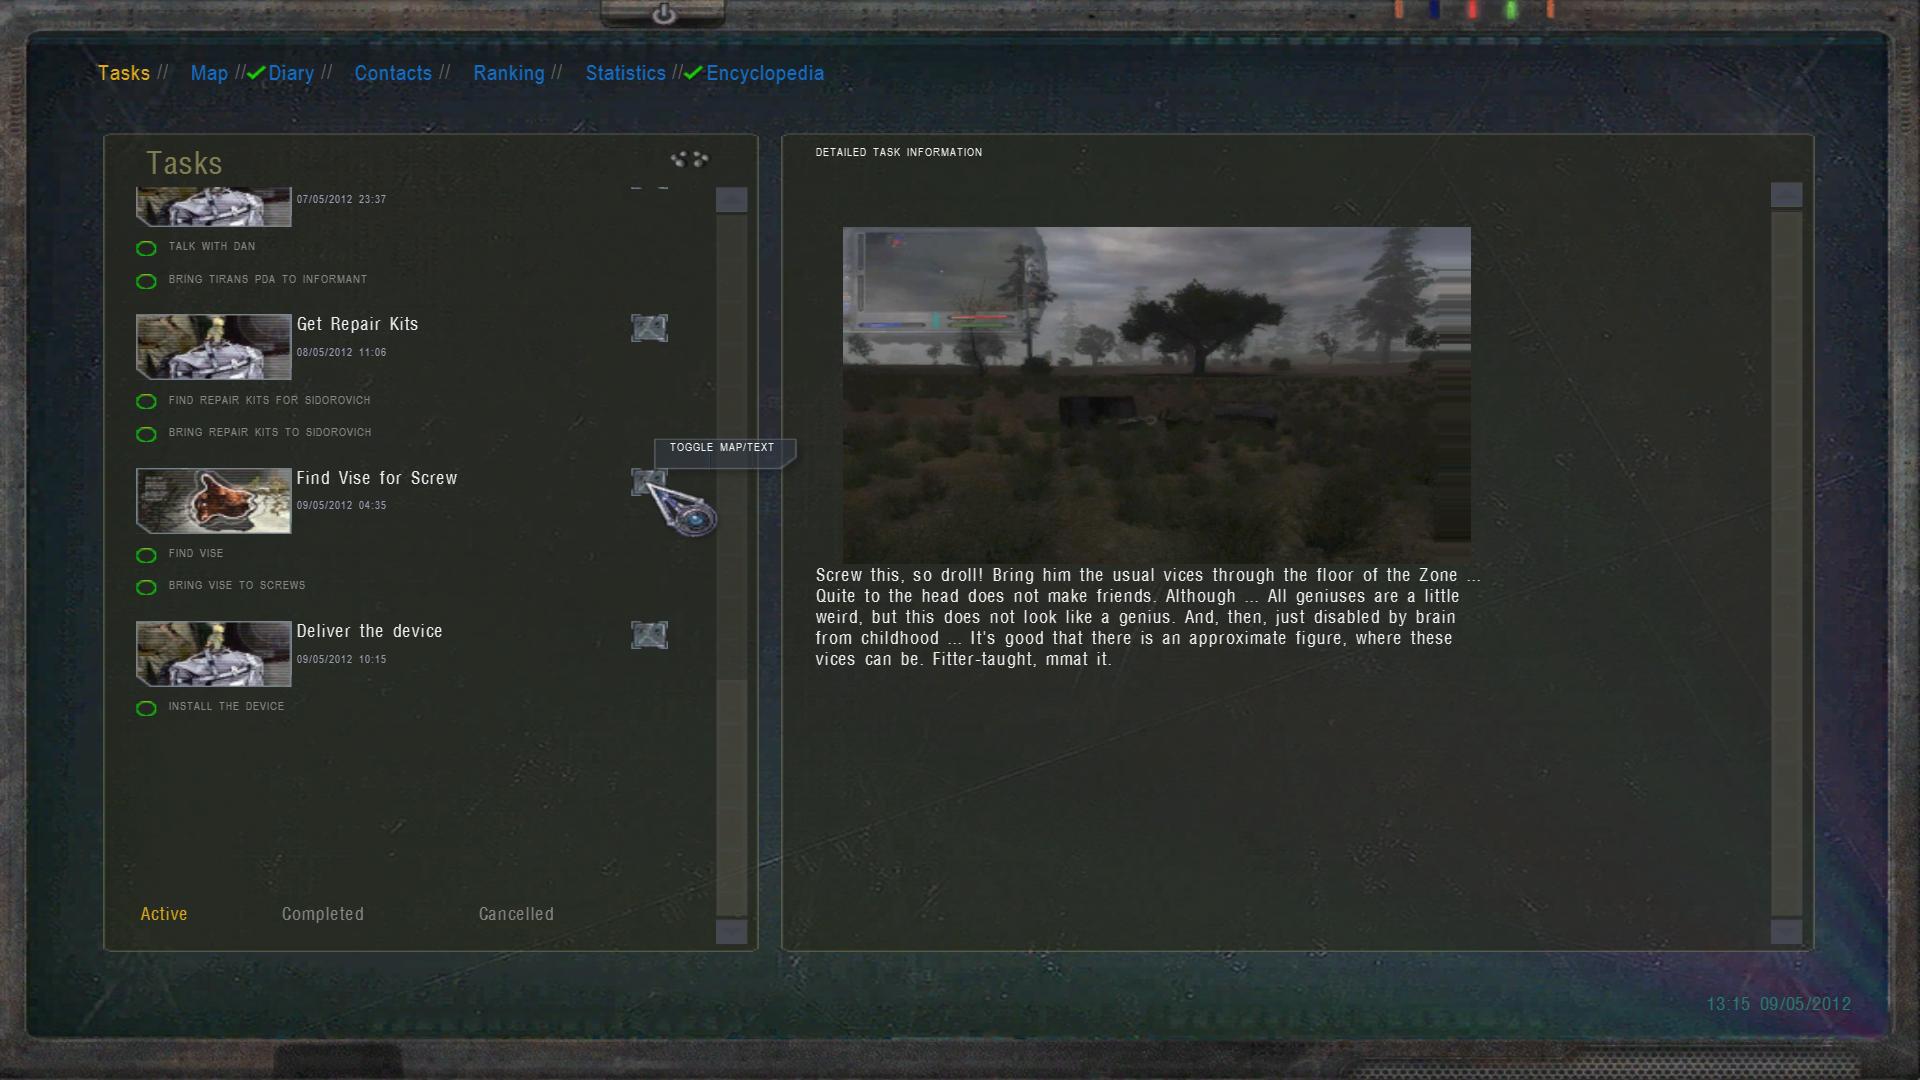 Tasks // Map // Diary // Contacts // Ranking // Statistics // Encyclopedia
Tasks
07/05/2012 23:37
TALK WITH DAN
BRING TIRANS PDA TO INFORMANT
Get Repair Kits
08/05/2012 11:06
FIND REPAIR KITS FOR SIDOROVICH
BRING REPAIR KITS TO SIDOROVICH
TOGGLE MAP/TEXT
Find Vise for Screw
09/05/2012 04:35
FIND VISE
BRING VISE TO SCREWS
Deliver the device
09/05/2012 10:15
INSTALL THE DEVICE
Active Completed Cancelled
DETAILED TASK INFORMATION
Screw this, so droll! Bring him the usual vices through the floor of the Zone ...
Quite to the head does not make friends. Although ... All geniuses are a little
weird, but this does not look like a genius. And, then, just disabled by brain
from childhood ... It's good that there is an approximate figure, where these
vices can be. Fitter-taught, mmat it.
13:15 09/05/2012